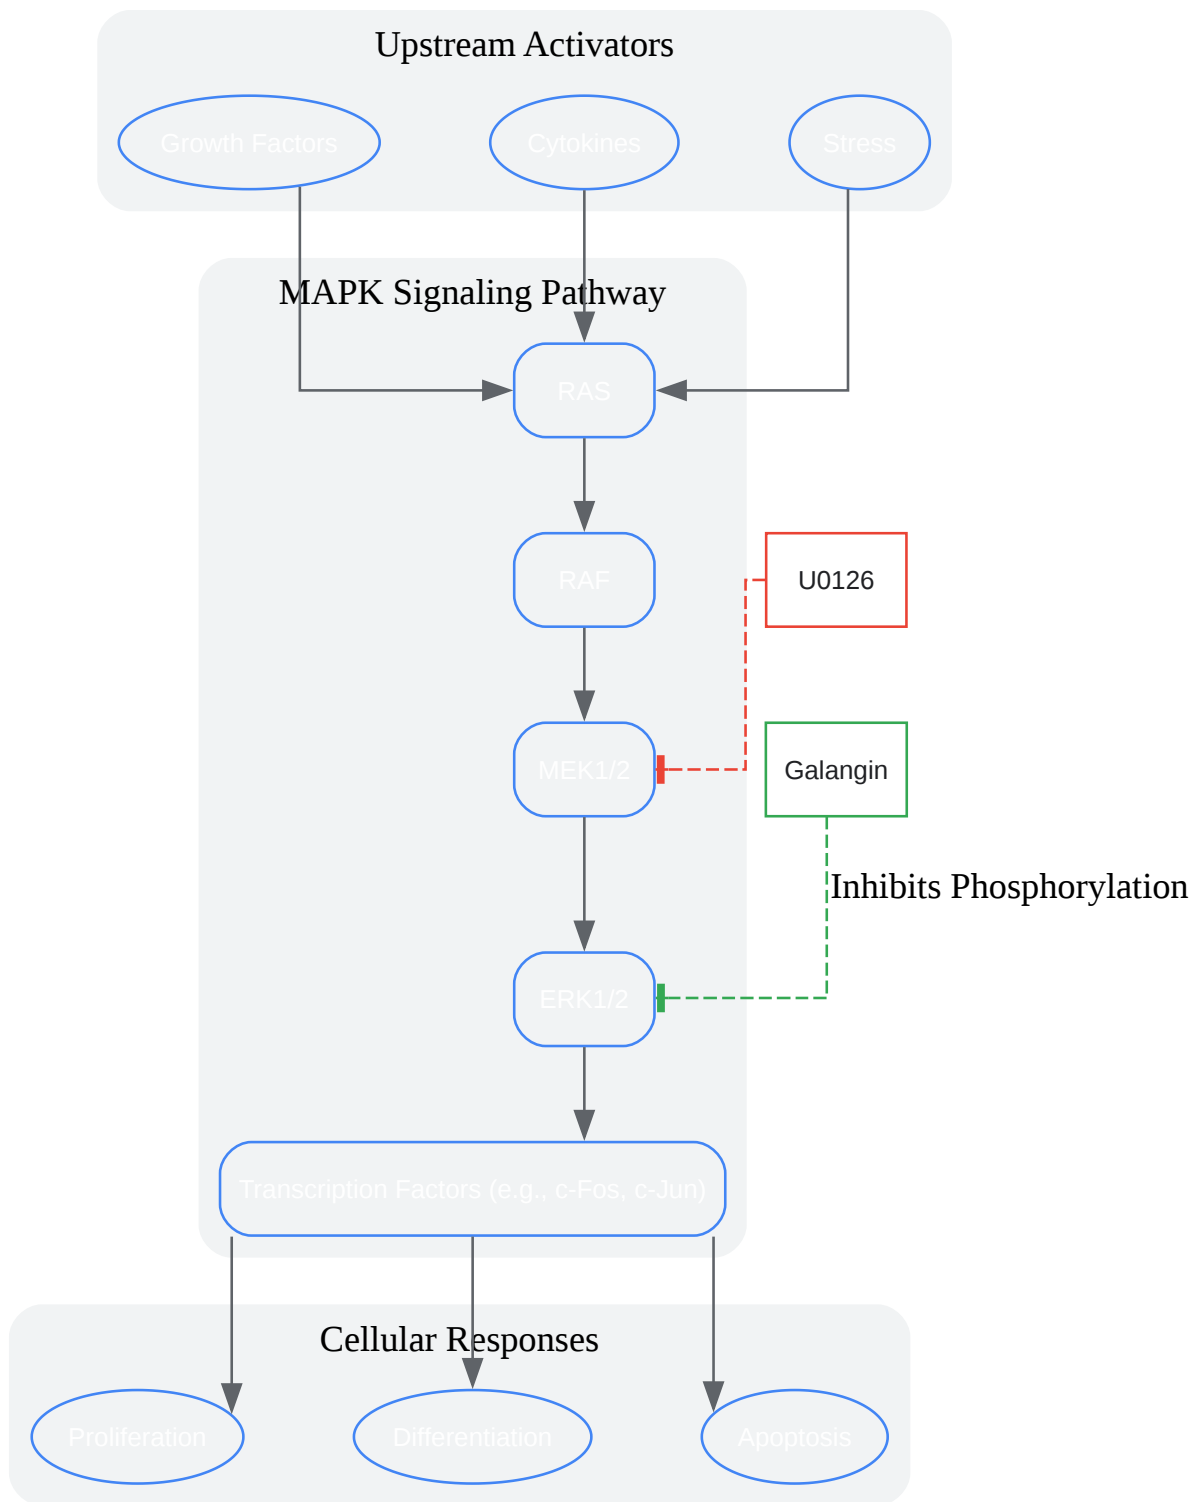 Upstream Activators
Growth Factors
Cytokines
Stress
MAPK Signaling Pathway
RAS
RAF
U0126
MEK1/2
Galangin
Inhibits Phosphorylation
ERK1/2
Transcription Factors (e.g., c-Fos, c-Jun)
Cellular Responses
Proliferation
Differentiation
Apoptosis